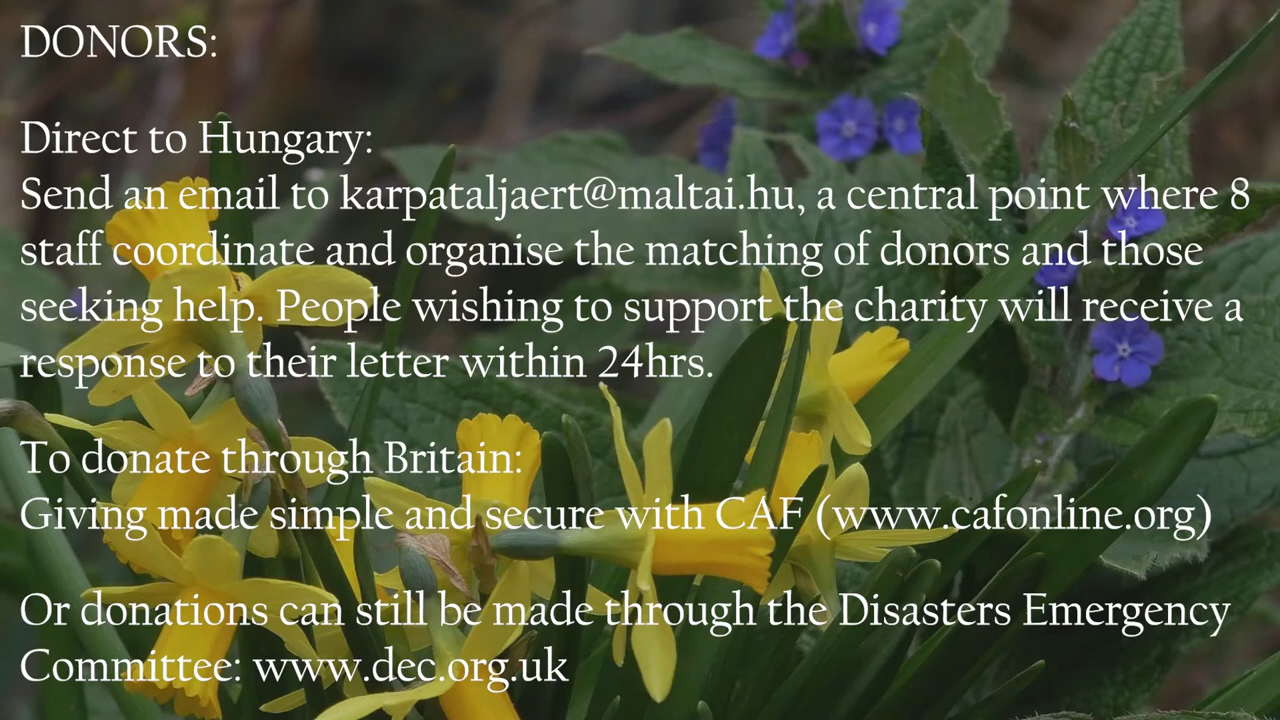 DONORS:
Direct to Hungary:
Send an email to karpataljaert@maltai.hu, a central point where 8
staff coordinate and organise the matching of donors and those
seeking help. People wishing to support the charity will receive a
response to their letter within 24hrs.
To donate through Britain:
Giving made simple and secure with CAF (www.cafonline.org)
Or donations can still be made through the Disasters Emergency
Committee: www.dec.org.uk